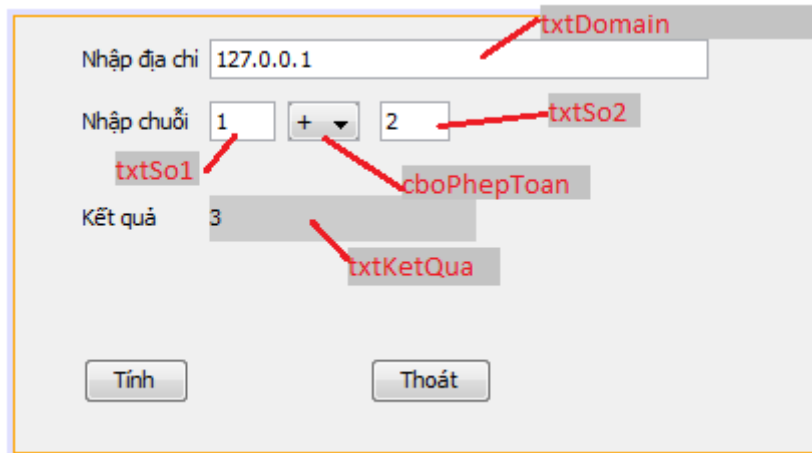 txtDomain
Nhập địa chỉ 127.0.0.1
Nhập chuỗi 1 + 2 txtSo2
txtSo1 cboPhepToan
Kết quả 3
txtKetQua
Tính Thoát